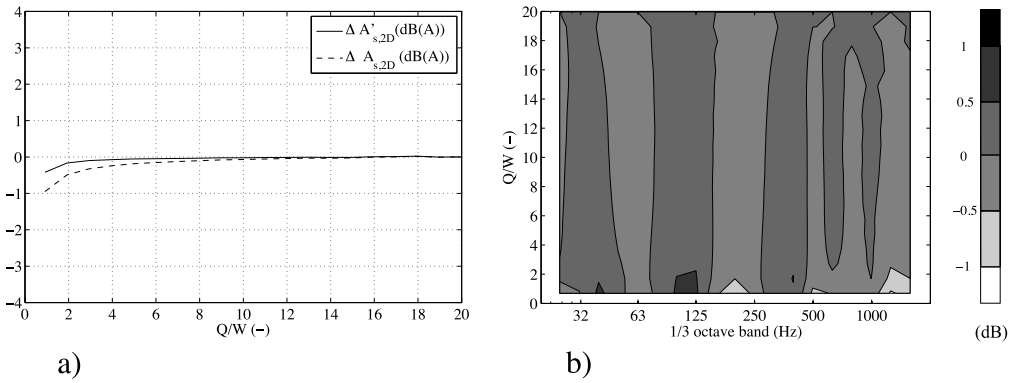 4
3
2
1
0
−1
−2
−3
−4
0 2 4 6 8 10 12 14 16 18 20
Q/W (−)
Δ A's,2D(dB(A))
Δ As,2D(dB(A))
a)
20
18
16
14
12
10
8
6
4
2
0
Q/W (−)
32 63 125 250 500 1000
1/3 octave band (Hz)
b)
1
0.5
0
−0.5
−1
(dB)